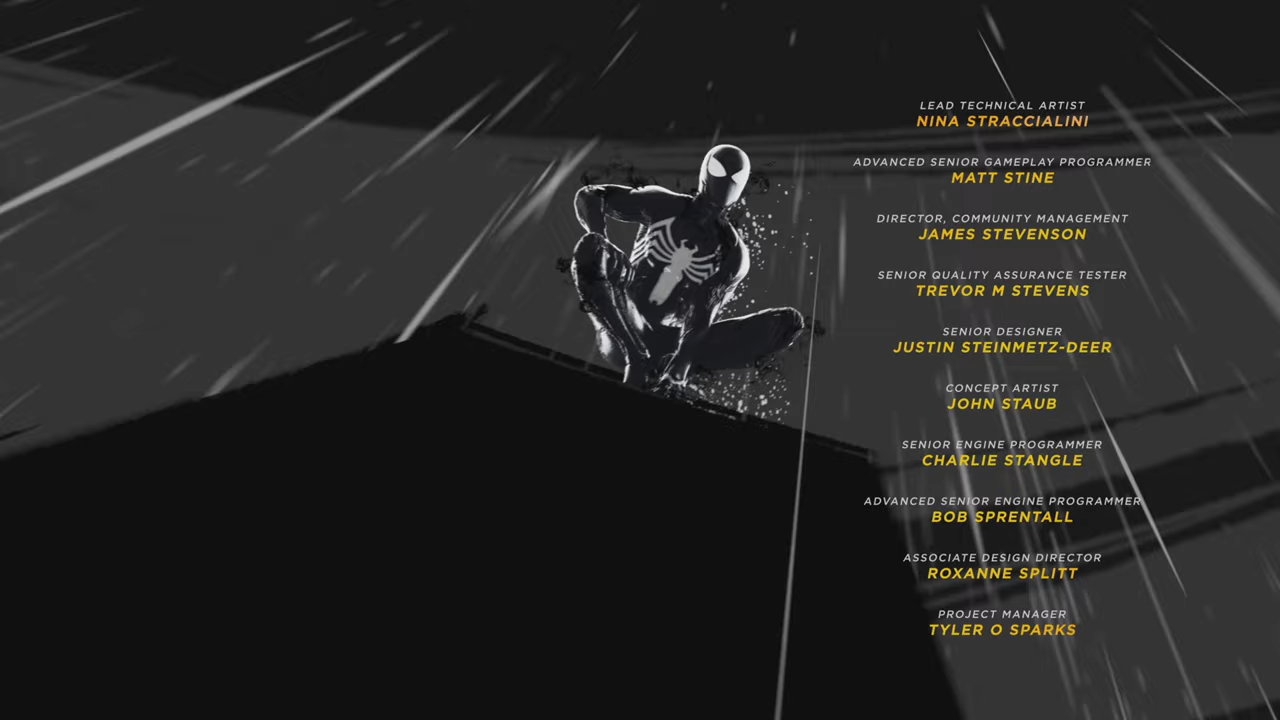 LEAD TECHNICAL ARTIST
NINA STRACCIALINI
ADVANCED SENIOR GAMEPLAY PROGRAMMER
MATT STINE
DIRECTOR, COMMUNITY MANAGEMENT
JAMES STEVENSON
SENIOR QUALITY ASSURANCE TESTER
TREVOR M STEVENS
SENIOR DESIGNER
JUSTIN STEINMETZ-DEER
CONCEPT ARTIST
JOHN STAUB
SENIOR ENGINE PROGRAMMER
CHARLIE STANGLE
ADVANCED SENIOR ENGINE PROGRAMMER
BOB SPRENTALL
ASSOCIATE DESIGN DIRECTOR
ROXANNE SPLITT
PROJECT MANAGER
TYLER O SPARKS